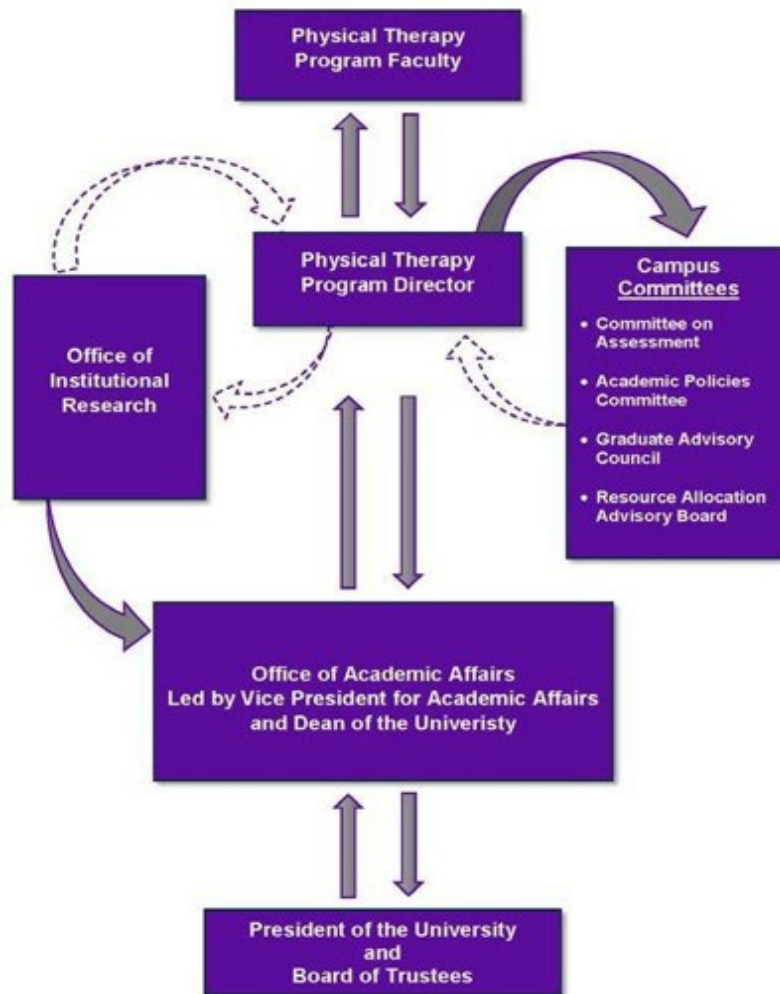 Physical Therapy
Program Faculty
Physical Therapy
Program Director
Office of
Institutional
Research
Campus
Committees
• Committee on
Assessment
• Academic Policies
Committee
• Graduate Advisory
Council
• Resource Allocation
Advisory Board
Office of Academic Affairs
Led by Vice President for Academic Affairs
and Dean of the Univeristy
President of the University
and
Board of Trustees